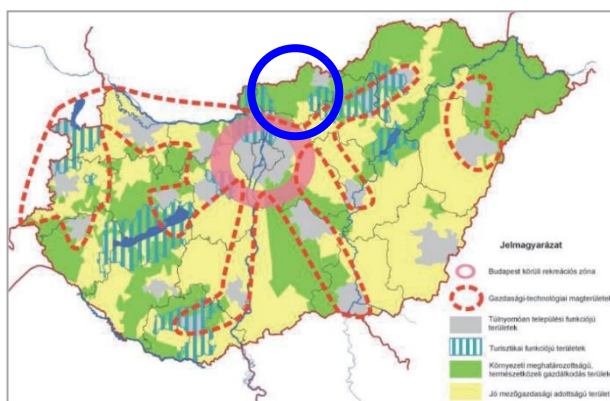 Jelmagyarázat
Budapest körüli rekreációs zóna
Gazdasági-technológiai magterületek
Túlnyomóan települési funkciójú
területek
Turisztikai funkciójú területek
Környezeti meghatározottságú,
természetközeli gazdálkodás terület
Jó mezőgazdasági adottságú terület